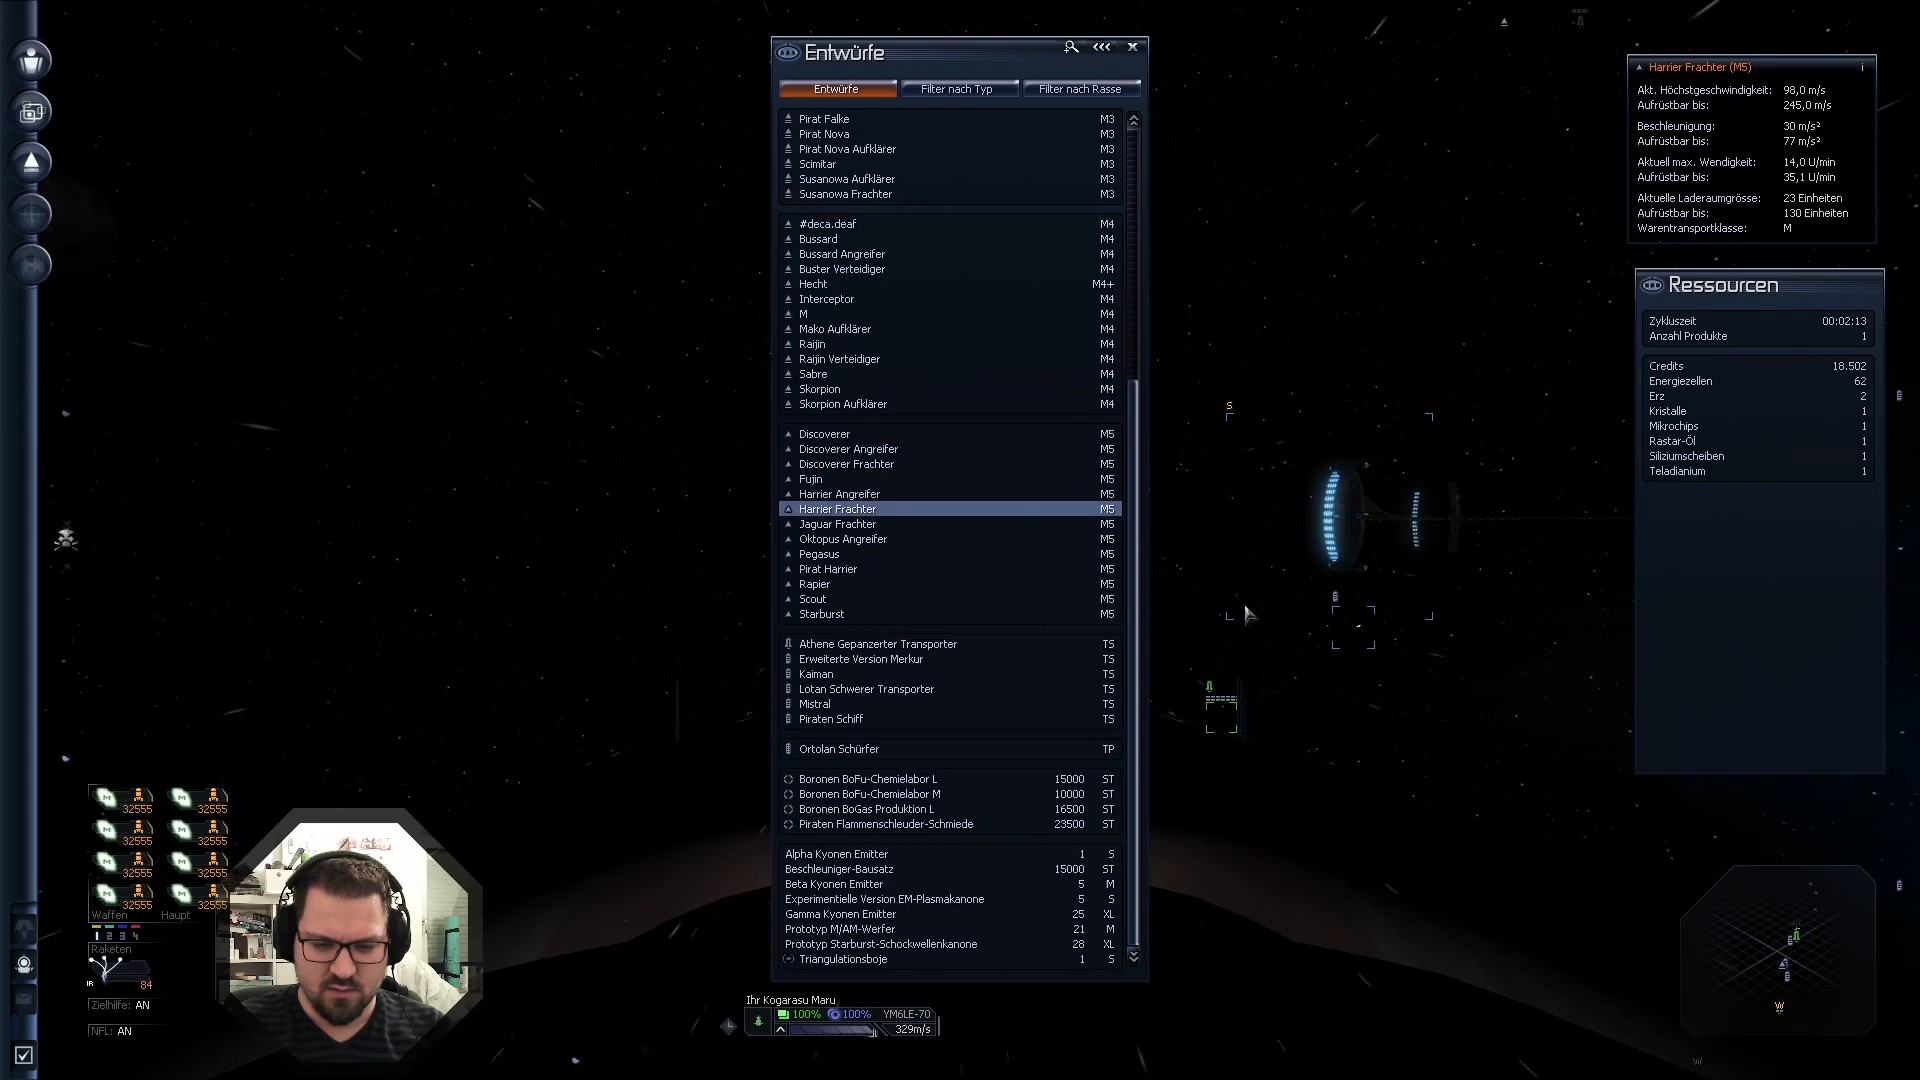 Entwürfe
Entwürfe Filter nach Typ Filter nach Rasse
Pirat Falke M3
Pirat Nova M3
Pirat Nova Aufklärer M3
Scimitar M3
Susanowa Aufklärer M3
Susanowa Frachter M3
#deca.deaf M4
Bussard M4
Bussard Angreifer M4
Buster Verteidiger M4
Hecht M4+
Interceptor M4
M M4
Mako Aufklärer M4
Raijin M4
Raijin Verteidiger M4
Sabre M4
Skorpion M4
Skorpion Aufklärer M4
Discoverer M5
Discoverer Angreifer M5
Discoverer Frachter M5
Fujin M5
Harrier Angreifer M5
Harrier Frachter M5
Jaguar Frachter M5
Oktopus Angreifer M5
Pegasus M5
Pirat Harrier M5
Rapier M5
Scout M5
Starburst M5
Athene Gepanzerter Transporter TS
Erweiterte Version Merkur TS
Kaiman TS
Lotan Schwerer Transporter TS
Mistral TS
Piraten Schiff TS
Ortolan Schürfer TP
Boronen BoFu-Chemielabor L 15000 ST
Boronen BoFu-Chemielabor M 10000 ST
Boronen BoGas Produktion L 16500 ST
Piraten Flammenschleuder-Schmiede 23500 ST
Alpha Kyonen Emitter 1 S
Beschleuniger-Bausatz 15000 ST
Beta Kyonen Emitter 5 M
Experimentielle Version EM-Plasmakanone 5 S
Gamma Kyonen Emitter 25 XL
Prototyp M/AM-Werfer 21 M
Prototyp Starburst-Schockwellenkanone 28 XL
Triangulationsboje 1 S
Harrier Frachter (M5) i
Akt. Höchstgeschwindigkeit: 98,0 m/s
Aufrüstbar bis: 245,0 m/s
Beschleunigung: 30 m/s²
Aufrüstbar bis: 77 m/s²
Aktuell max. Wendigkeit: 14,0 U/min
Aufrüstbar bis: 35,1 U/min
Aktuelle Laderaumgrösse: 23 Einheiten
Aufrüstbar bis: 130 Einheiten
Warentransportklasse: M
Ressourcen
Zykluszeit 00:02:13
Anzahl Produkte 1
Credits 18.502
Energiezellen 62
Erz 2
Kristalle 1
Mikrochips 1
Rastar-Öl 1
Siliziumscheiben 1
Teladianium 1
S
32555 32555
32555 32555
32555 32555
32555 32555
Waffen Haupt
1 2 3 4
Raketen
IR 84
Zielhilfe: AN
NFL: AN
Ihr Kogarasu Maru
100% 100% YM6LE-70
329m/s
W
W